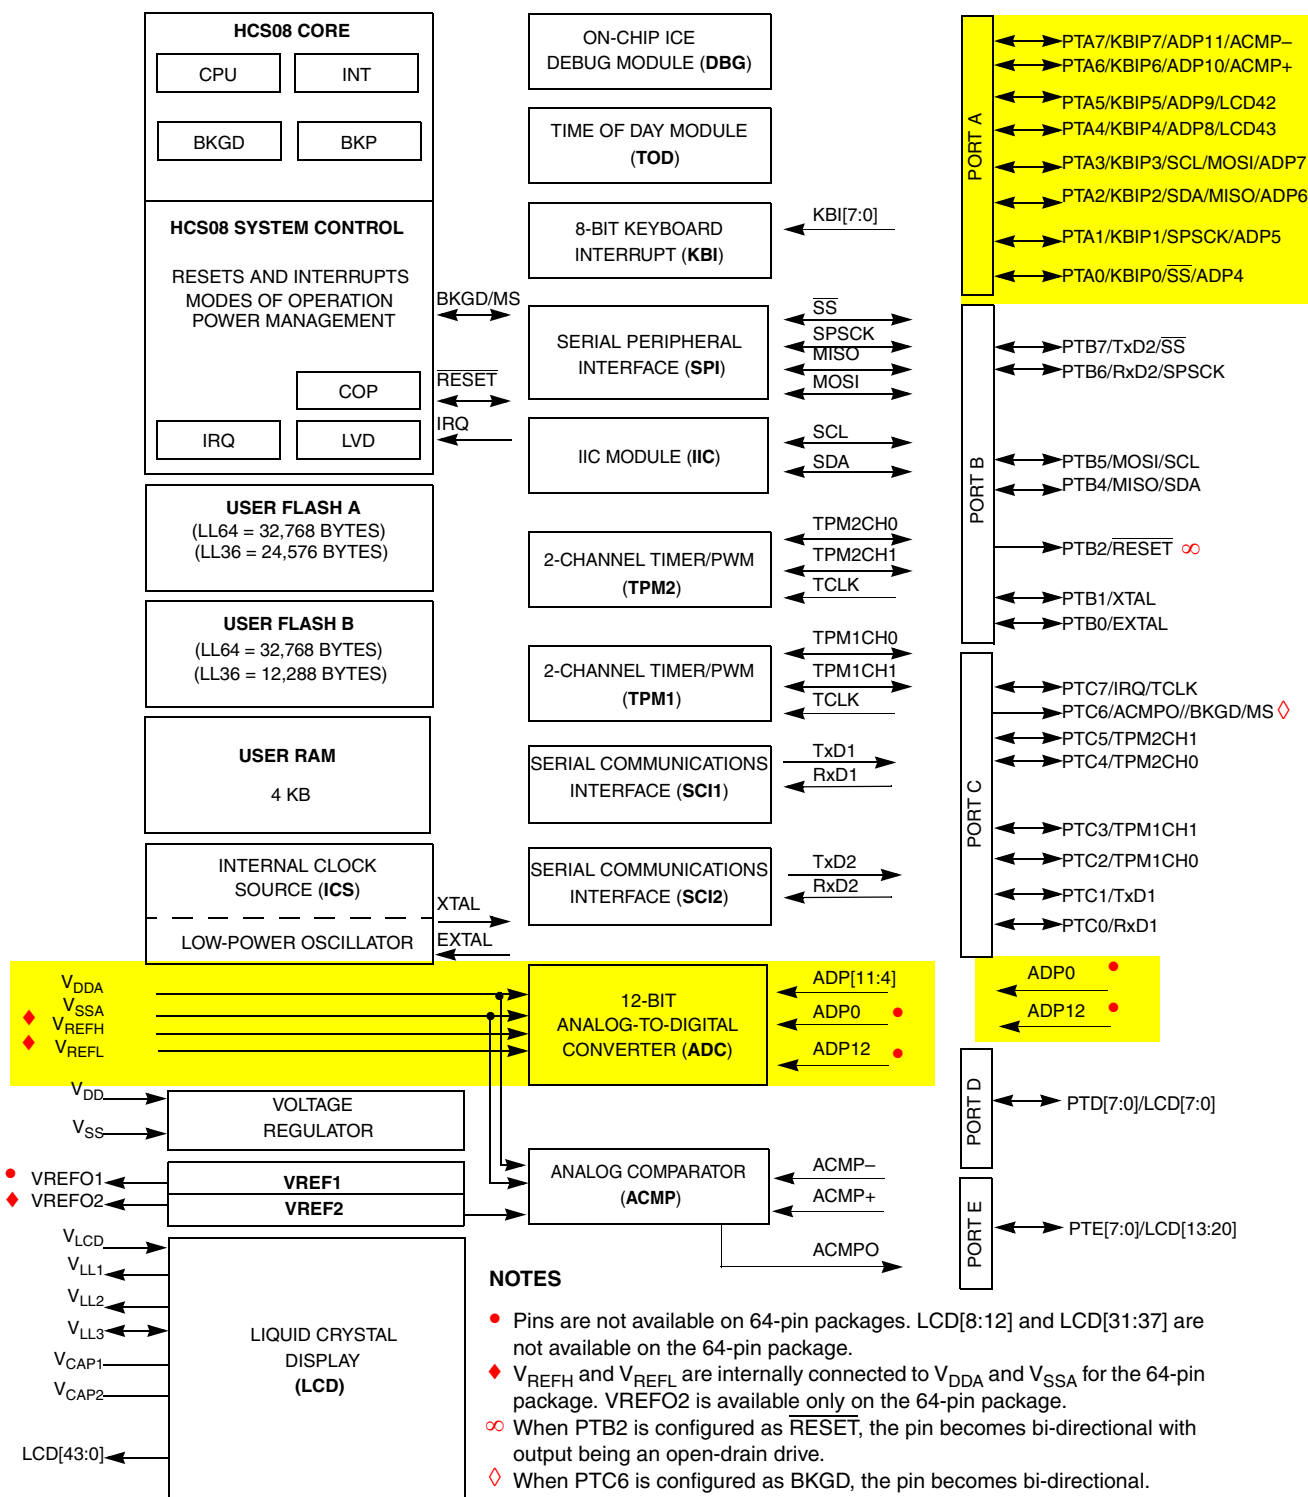 HCS08 CORE
CPU
INT
BKGD
BKP
HCS08 SYSTEM CONTROL
RESETS AND INTERRUPTS
MODES OF OPERATION
POWER MANAGEMENT
COP
IRQ
LVD
BKGD/MS
RESET
IRQ
USER FLASH A
(LL64 = 32,768 BYTES)
(LL36 = 24,576 BYTES)
USER FLASH B
(LL64 = 32,768 BYTES)
(LL36 = 12,288 BYTES)
USER RAM
4 KB
INTERNAL CLOCK
SOURCE (ICS)
LOW-POWER OSCILLATOR
XTAL
EXTAL
VDDA
VSSA
♦ VREFH
♦ VREFL
VDD
VSS
VOLTAGE
REGULATOR
• VREFO1
♦ VREFO2
VREF1
VREF2
VLCD
VLL1
VLL2
VLL3
VCAP1
VCAP2
LCD[43:0]
LIQUID CRYSTAL
DISPLAY
(LCD)
ON-CHIP ICE
DEBUG MODULE (DBG)
TIME OF DAY MODULE
(TOD)
8-BIT KEYBOARD
INTERRUPT (KBI)
KBI[7:0]
SERIAL PERIPHERAL
INTERFACE (SPI)
SS
SPSCK
MISO
MOSI
IIC MODULE (IIC)
SCL
SDA
2-CHANNEL TIMER/PWM
(TPM2)
TPM2CH0
TPM2CH1
TCLK
2-CHANNEL TIMER/PWM
(TPM1)
TPM1CH0
TPM1CH1
TCLK
SERIAL COMMUNICATIONS
INTERFACE (SCI1)
TxD1
RxD1
SERIAL COMMUNICATIONS
INTERFACE (SCI2)
TxD2
RxD2
12-BIT
ANALOG-TO-DIGITAL
CONVERTER (ADC)
ADP[11:4]
ADP0 •
ADP12 •
ANALOG COMPARATOR
(ACMP)
ACMP–
ACMP+
ACMPO
PORT A
PTA7/KBIP7/ADP11/ACMP–
PTA6/KBIP6/ADP10/ACMP+
PTA5/KBIP5/ADP9/LCD42
PTA4/KBIP4/ADP8/LCD43
PTA3/KBIP3/SCL/MOSI/ADP7
PTA2/KBIP2/SDA/MISO/ADP6
PTA1/KBIP1/SPSCK/ADP5
PTA0/KBIP0/SS/ADP4
PORT B
PTB7/TxD2/SS
PTB6/RxD2/SPSCK
PTB5/MOSI/SCL
PTB4/MISO/SDA
PTB2/RESET ∞
PTB1/XTAL
PTB0/EXTAL
PORT C
PTC7/IRQ/TCLK
PTC6/ACMPO//BKGD/MS ◊
PTC5/TPM2CH1
PTC4/TPM2CH0
PTC3/TPM1CH1
PTC2/TPM1CH0
PTC1/TxD1
PTC0/RxD1
ADP0 •
ADP12 •
PORT D
PTD[7:0]/LCD[7:0]
PORT E
PTE[7:0]/LCD[13:20]
NOTES
• Pins are not available on 64-pin packages. LCD[8:12] and LCD[31:37] are
not available on the 64-pin package.
♦ VREFH and VREFL are internally connected to VDDA and VSSA for the 64-pin
package. VREFO2 is available only on the 64-pin package.
∞ When PTB2 is configured as RESET, the pin becomes bi-directional with
output being an open-drain drive.
◊ When PTC6 is configured as BKGD, the pin becomes bi-directional.